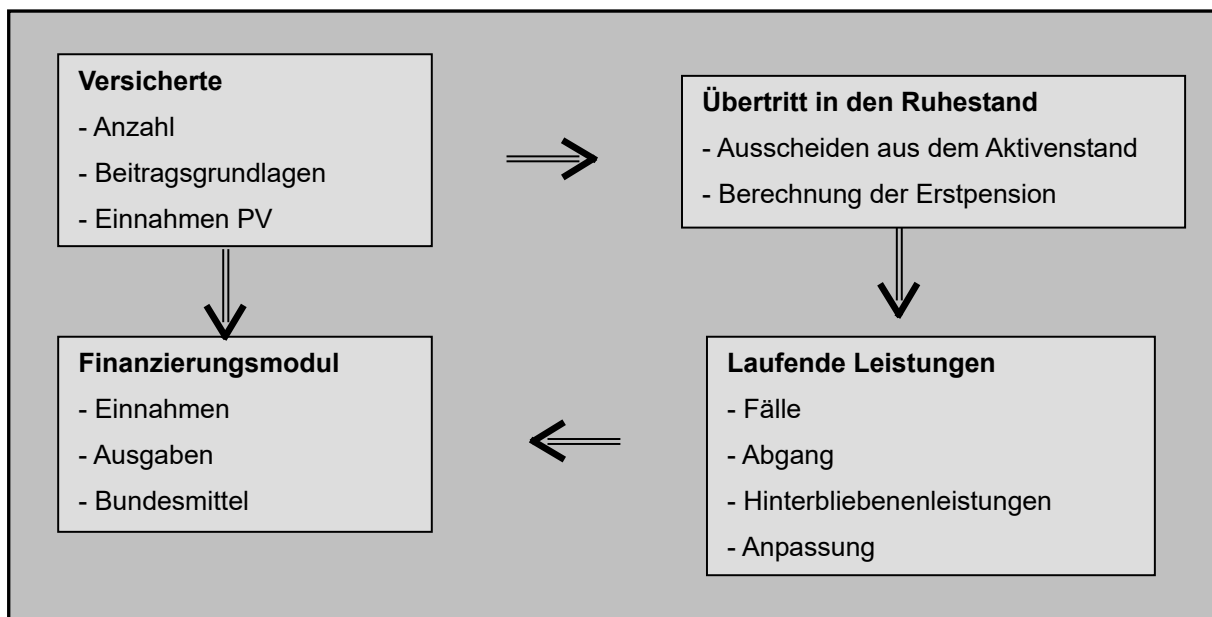 Versicherte
- Anzahl
- Beitragsgrundlagen
- Einnahmen PV
Übertritt in den Ruhestand
- Ausscheiden aus dem Aktivenstand
- Berechnung der Erstpension
Finanzierungsmodul
- Einnahmen
- Ausgaben
- Bundesmittel
Laufende Leistungen
- Fälle
- Abgang
- Hinterbliebenenleistungen
- Anpassung